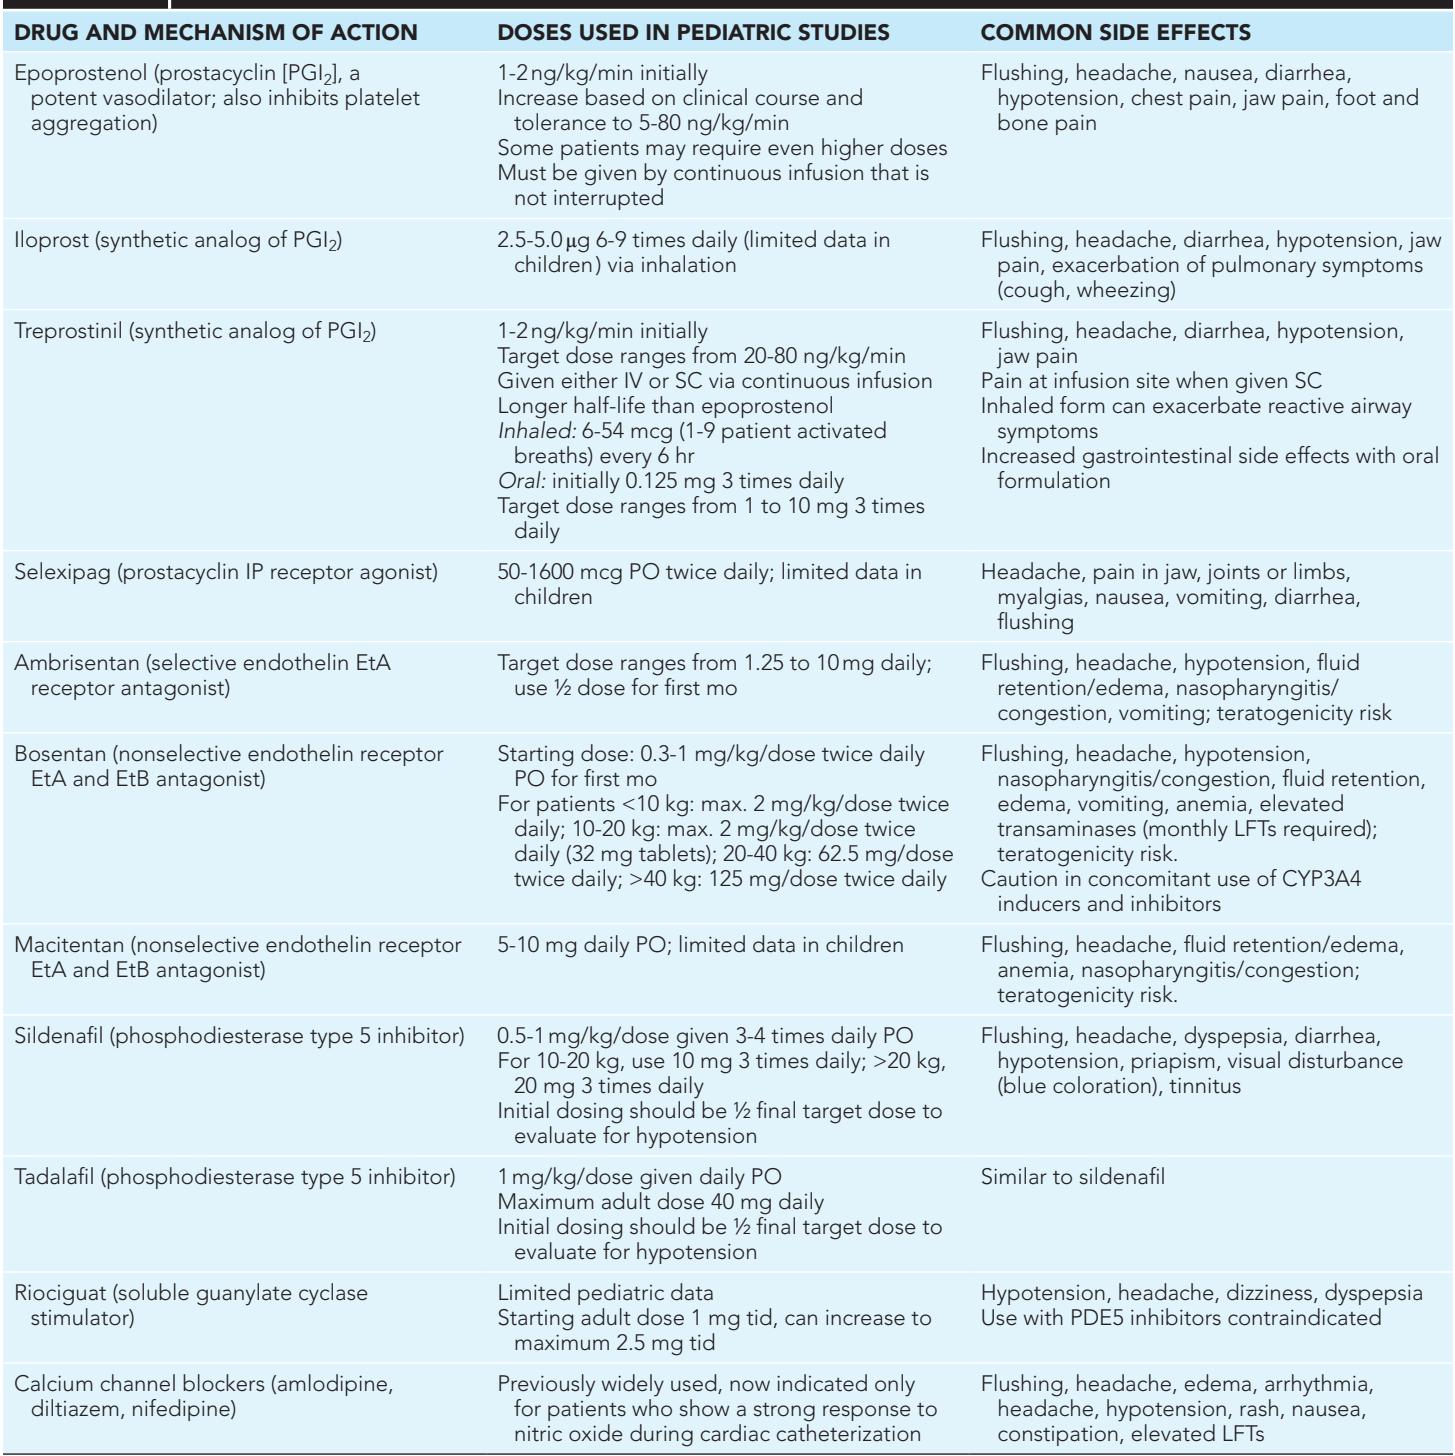 DRUG AND MECHANISM OF ACTION DOSES USED IN PEDIATRIC STUDIES COMMON SIDE EFFECTS
Epoprostenol (prostacyclin [PGI₂], a
potent vasodilator; also inhibits platelet
aggregation)
1-2 ng/kg/min initially
Increase based on clinical course and
tolerance to 5-80 ng/kg/min
Some patients may require even higher doses
Must be given by continuous infusion that is
not interrupted
Flushing, headache, nausea, diarrhea,
hypotension, chest pain, jaw pain, foot and
bone pain
Iloprost (synthetic analog of PGI₂)
2.5-5.0 µg 6-9 times daily (limited data in
children) via inhalation
Flushing, headache, diarrhea, hypotension, jaw
pain, exacerbation of pulmonary symptoms
(cough, wheezing)
Treprostinil (synthetic analog of PGI₂)
1-2 ng/kg/min initially
Target dose ranges from 20-80 ng/kg/min
Given either IV or SC via continuous infusion
Longer half-life than epoprostenol
Inhaled: 6-54 mcg (1-9 patient activated
breaths) every 6 hr
Oral: initially 0.125 mg 3 times daily
Target dose ranges from 1 to 10 mg 3 times
daily
Flushing, headache, diarrhea, hypotension,
jaw pain
Pain at infusion site when given SC
Inhaled form can exacerbate reactive airway
symptoms
Increased gastrointestinal side effects with oral
formulation
Selexipag (prostacyclin IP receptor agonist)
50-1600 mcg PO twice daily; limited data in
children
Headache, pain in jaw, joints or limbs,
myalgias, nausea, vomiting, diarrhea,
flushing
Ambrisentan (selective endothelin EtA
receptor antagonist)
Target dose ranges from 1.25 to 10 mg daily;
use ½ dose for first mo
Flushing, headache, hypotension, fluid
retention/edema, nasopharyngitis/
congestion, vomiting; teratogenicity risk
Bosentan (nonselective endothelin receptor
EtA and EtB antagonist)
Starting dose: 0.3-1 mg/kg/dose twice daily
PO for first mo
For patients <10 kg: max. 2 mg/kg/dose twice
daily; 10-20 kg: max. 2 mg/kg/dose twice
daily (32 mg tablets); 20-40 kg: 62.5 mg/dose
twice daily; >40 kg: 125 mg/dose twice daily
Flushing, headache, hypotension,
nasopharyngitis/congestion, fluid retention,
edema, vomiting, anemia, elevated
transaminases (monthly LFTs required);
teratogenicity risk.
Caution in concomitant use of CYP3A4
inducers and inhibitors
Macitentan (nonselective endothelin receptor
EtA and EtB antagonist)
5-10 mg daily PO; limited data in children
Flushing, headache, fluid retention/edema,
anemia, nasopharyngitis/congestion;
teratogenicity risk.
Sildenafil (phosphodiesterase type 5 inhibitor)
0.5-1 mg/kg/dose given 3-4 times daily PO
For 10-20 kg, use 10 mg 3 times daily; >20 kg,
20 mg 3 times daily
Initial dosing should be ½ final target dose to
evaluate for hypotension
Flushing, headache, dyspepsia, diarrhea,
hypotension, priapism, visual disturbance
(blue coloration), tinnitus
Tadalafil (phosphodiesterase type 5 inhibitor)
1 mg/kg/dose given daily PO
Maximum adult dose 40 mg daily
Initial dosing should be ½ final target dose to
evaluate for hypotension
Similar to sildenafil
Riociguat (soluble guanylate cyclase
stimulator)
Limited pediatric data
Starting adult dose 1 mg tid, can increase to
maximum 2.5 mg tid
Hypotension, headache, dizziness, dyspepsia
Use with PDE5 inhibitors contraindicated
Calcium channel blockers (amlodipine,
diltiazem, nifedipine)
Previously widely used, now indicated only
for patients who show a strong response to
nitric oxide during cardiac catheterization
Flushing, headache, edema, arrhythmia,
headache, hypotension, rash, nausea,
constipation, elevated LFTs